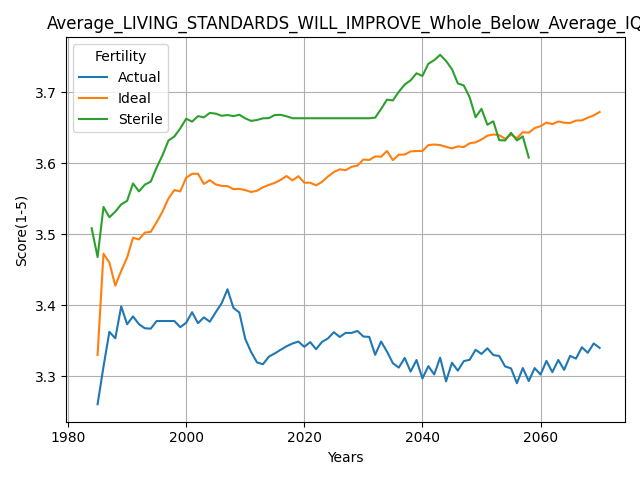 Average_LIVING_STANDARDS_WILL_IMPROVE_Whole_Below_Average_IQ
Fertility
Actual
Ideal
Sterile
3.7
3.6
3.5
3.4
3.3
Score(1-5)
1980 2000 2020 2040 2060
Years